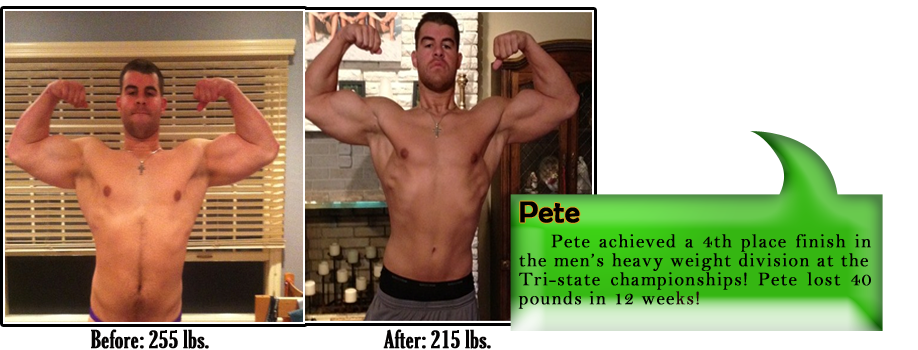 Pete
Pete achieved a 4th place finish in
the men's heavy weight division at the
Tri-state championships! Pete lost 40
pounds in 12 weeks!
Before: 255 lbs.
After: 215 lbs.